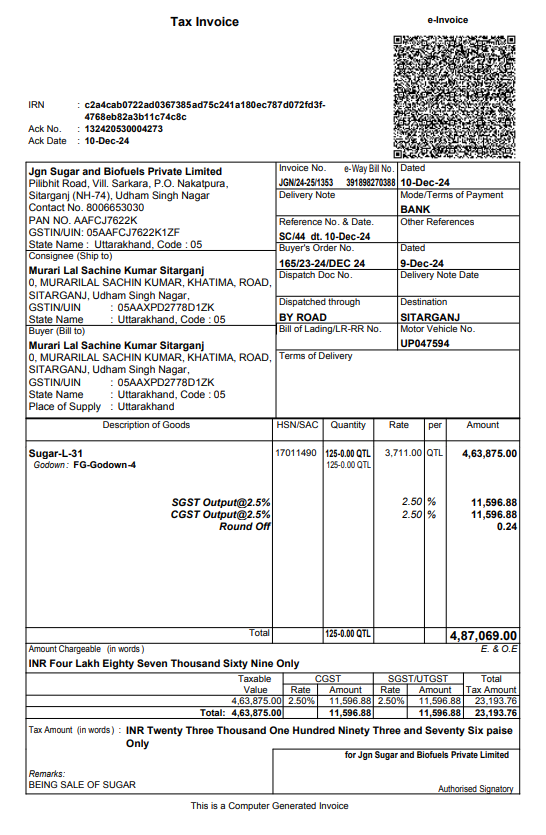 Tax Invoice
e-Invoice
IRN : c2a4cab0722ad0367385ad75c241a180ec787d072fd3f-
4768eb82a3b11c74c8c
Ack No. : 132420530004273
Ack Date : 10-Dec-24
Jgn Sugar and Biofuels Private Limited
Pilibhit Road, Vill. Sarkara, P.O. Nakatpura,
Sitarganj (NH-74), Udham Singh Nagar
Contact No. 8006653030
PAN NO. AAFCJ7622K
GSTIN/UIN: 05AAFCJ7622K1ZF
State Name : Uttarakhand, Code : 05
Invoice No. e-Way Bill No.
JGN/24-25/1353 391898270388
Dated
10-Dec-24
Delivery Note
Mode/Terms of Payment
BANK
Reference No. & Date.
SC/44 dt. 10-Dec-24
Other References
Buyer's Order No.
165/23-24/DEC 24
Dated
9-Dec-24
Dispatch Doc No.
Delivery Note Date
Dispatched through
BY ROAD
Destination
SITARGANJ
Bill of Lading/LR-RR No.
Motor Vehicle No.
UP047594
Terms of Delivery
Consignee (Ship to)
Murari Lal Sachine Kumar Sitarganj
0, MURARILAL SACHIN KUMAR, KHATIMA, ROAD,
SITARGANJ, Udham Singh Nagar,
GSTIN/UIN : 05AAXPD2778D1ZK
State Name : Uttarakhand, Code : 05
Buyer (Bill to)
Murari Lal Sachine Kumar Sitarganj
0, MURARILAL SACHIN KUMAR, KHATIMA, ROAD,
SITARGANJ, Udham Singh Nagar,
GSTIN/UIN : 05AAXPD2778D1ZK
State Name : Uttarakhand, Code : 05
Place of Supply : Uttarakhand
Description of Goods HSN/SAC Quantity Rate per Amount
Sugar-L-31 17011490 125-0.00 QTL 3,711.00 QTL 4,63,875.00
Godown : FG-Godown-4 125-0.00 QTL
SGST Output@2.5% 2.50 % 11,596.88
CGST Output@2.5% 2.50 % 11,596.88
Round Off 0.24
Total 125-0.00 QTL 4,87,069.00
Amount Chargeable (in words) E. & O.E
INR Four Lakh Eighty Seven Thousand Sixty Nine Only
Taxable CGST SGST/UTGST Total
Value Rate Amount Rate Amount Tax Amount
4,63,875.00 2.50% 11,596.88 2.50% 11,596.88 23,193.76
Total: 4,63,875.00 11,596.88 11,596.88 23,193.76
Tax Amount (in words) : INR Twenty Three Thousand One Hundred Ninety Three and Seventy Six paise
Only
for Jgn Sugar and Biofuels Private Limited
Remarks:
BEING SALE OF SUGAR
Authorised Signatory
This is a Computer Generated Invoice